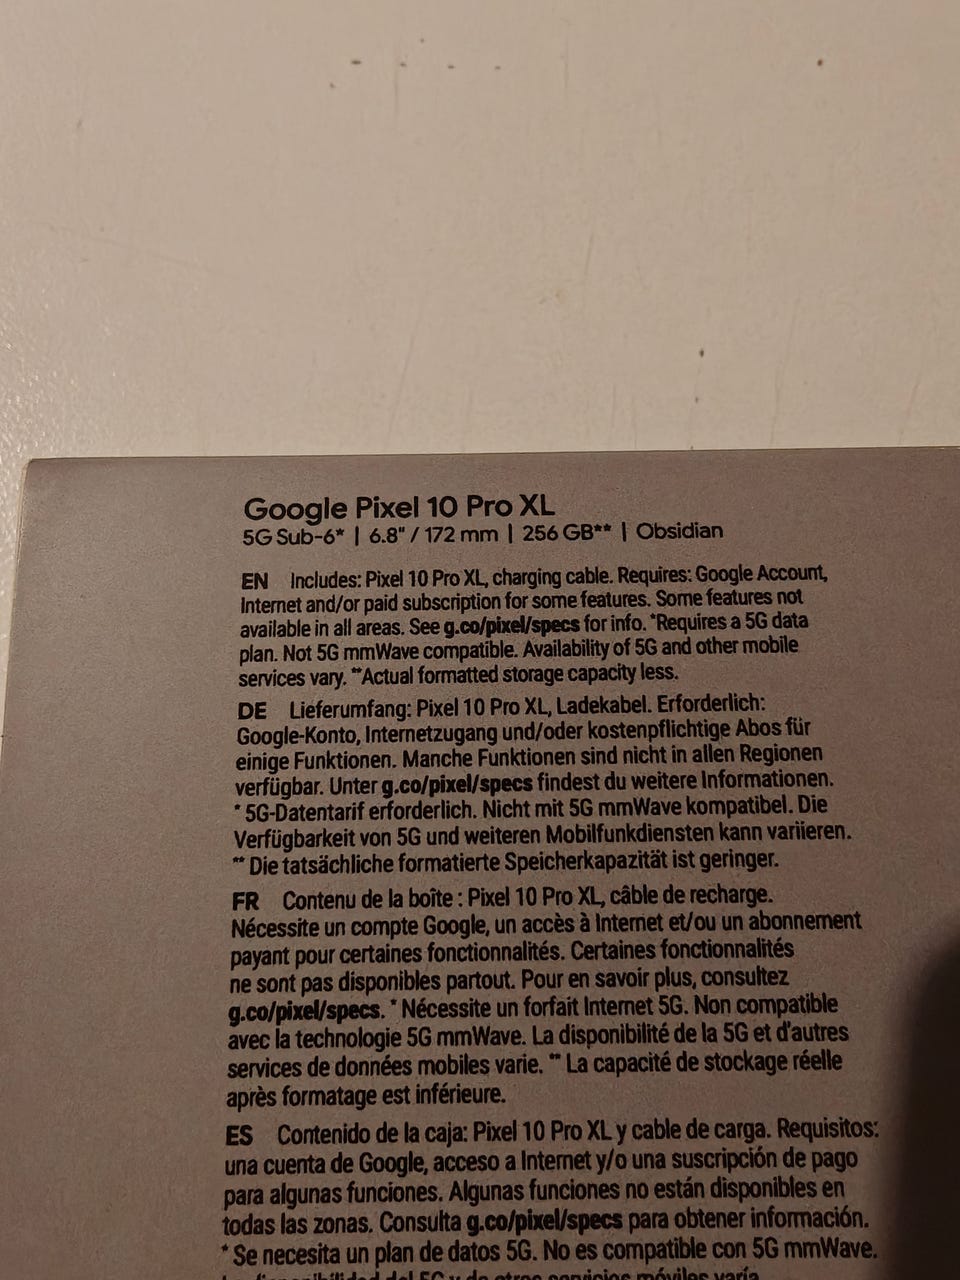 Google Pixel 10 Pro XL
5G Sub-6* | 6.8" / 172 mm | 256 GB** | Obsidian
EN Includes: Pixel 10 Pro XL, charging cable. Requires: Google Account,
Internet and/or paid subscription for some features. Some features not
available in all areas. See g.co/pixel/specs for info. *Requires a 5G data
plan. Not 5G mmWave compatible. Availability of 5G and other mobile
services vary. **Actual formatted storage capacity less.
DE Lieferumfang: Pixel 10 Pro XL, Ladekabel. Erforderlich:
Google-Konto, Internetzugang und/oder kostenpflichtige Abos für
einige Funktionen. Manche Funktionen sind nicht in allen Regionen
verfügbar. Unter g.co/pixel/specs findest du weitere Informationen.
* 5G-Datentarif erforderlich. Nicht mit 5G mmWave kompatibel. Die
Verfügbarkeit von 5G und weiteren Mobilfunkdiensten kann variieren.
** Die tatsächliche formatierte Speicherkapazität ist geringer.
FR Contenu de la boîte : Pixel 10 Pro XL, câble de recharge.
Nécessite un compte Google, un accès à Internet et/ou un abonnement
payant pour certaines fonctionnalités. Certaines fonctionnalités
ne sont pas disponibles partout. Pour en savoir plus, consultez
g.co/pixel/specs. * Nécessite un forfait Internet 5G. Non compatible
avec la technologie 5G mmWave. La disponibilité de la 5G et d'autres
services de données mobiles varie. ** La capacité de stockage réelle
après formatage est inférieure.
ES Contenido de la caja: Pixel 10 Pro XL y cable de carga. Requisitos:
una cuenta de Google, acceso a Internet y/o una suscripción de pago
para algunas funciones. Algunas funciones no están disponibles en
todas las zonas. Consulta g.co/pixel/specs para obtener información.
* Se necesita un plan de datos 5G. No es compatible con 5G mmWave.
La disponibilidad del 5G y de otros servicios móviles varía.